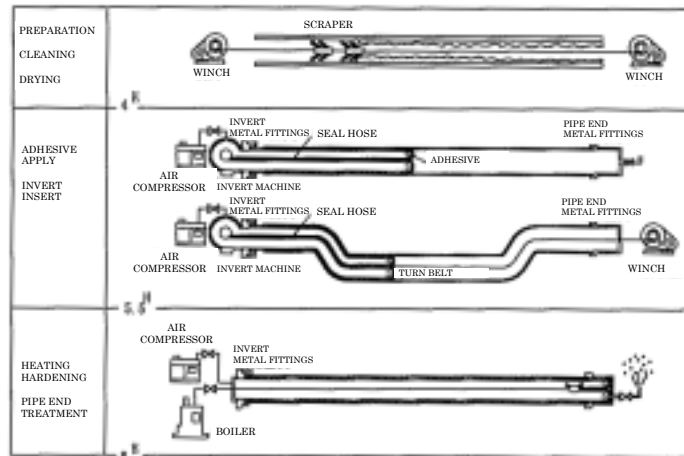 PREPARATION
CLEANING
DRYING
SCRAPER
WINCH
WINCH
ADHESIVE
APPLY
INVERT
INSERT
INVERT
METAL FITTINGS
SEAL HOSE
PIPE END
METAL FITTINGS
ADHESIVE
AIR
COMPRESSOR
INVERT MACHINE
INVERT
METAL FITTINGS
SEAL HOSE
PIPE END
METAL FITTINGS
AIR
COMPRESSOR
INVERT MACHINE
TURN BELT
WINCH
HEATING
HARDENING
PIPE END
TREATMENT
AIR
COMPRESSOR
INVERT
METAL FITTINGS
BOILER